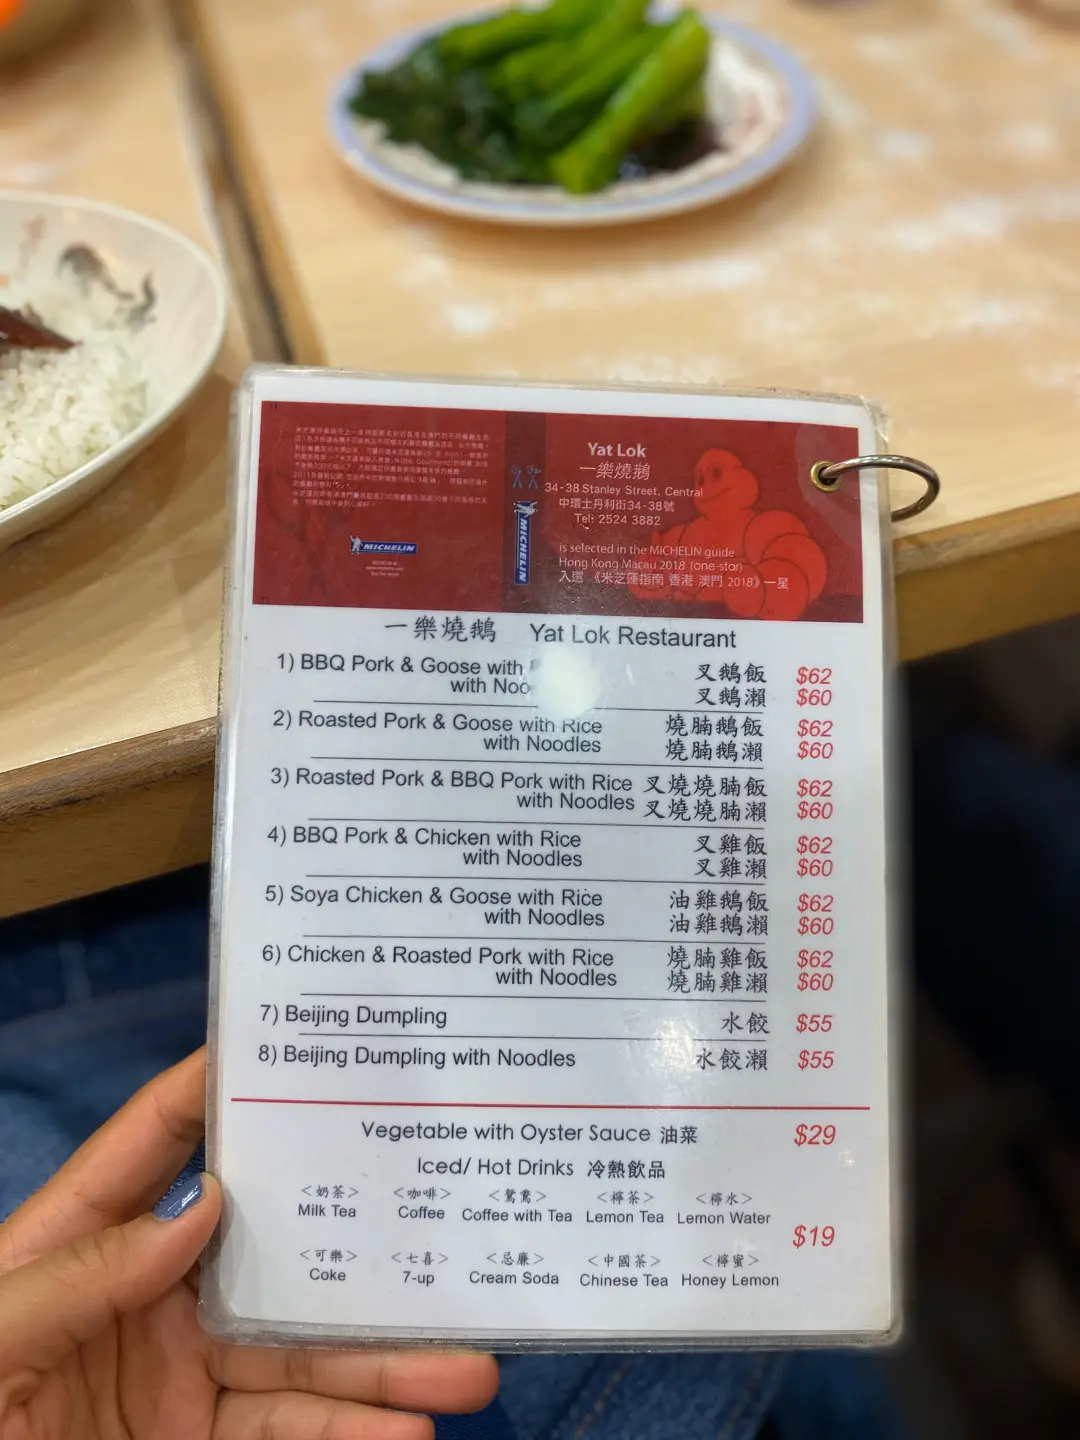 Yat Lok
一樂燒鵝
34-38 Stanley Street. Central
中環士丹利街34-38號
Tel: 2524 3882
is selected in the MICHELIN guide
Hong Kong Macau 2018 (one-star)
入選 《米芝蓮指南 香港 澳門 2018》一星
MICHELIN
MICHELIN
一樂燒鵝 Yat Lok Restaurant
1) BBQ Pork & Goose with 叉鵝飯 $62
with 叉鵝瀨 $60
2) Roasted Pork & Goose with Rice 燒腩鵝飯 $62
with Noodles 燒腩鵝瀨 $60
3) Roasted Pork & BBQ Pork with Rice 叉燒燒腩飯 $62
with Noodles 叉燒燒腩瀨 $60
4) BBQ Pork & Chicken with Rice 叉雞飯 $62
with Noodles 叉雞瀨 $60
5) Soya Chicken & Goose with Rice 油雞鵝飯 $62
with Noodles 油雞鵝瀨 $60
6) Chicken & Roasted Pork with Rice 燒腩雞飯 $62
with Noodles 燒腩雞瀨 $60
7) Beijing Dumpling 水餃 $55
8) Beijing Dumpling with Noodles 水餃瀨 $55
Vegetable with Oyster Sauce 油菜 $29
Iced/ Hot Drinks 冷熱飲品
<奶茶> <咖啡> <鴛鴦> <檸茶> <檸水>
Milk Tea Coffee Coffee with Tea Lemon Tea Lemon Water
$19
<可樂> <七喜> <忌廉> <中國茶> <檸蜜>
Coke 7-up Cream Soda Chinese Tea Honey Lemon